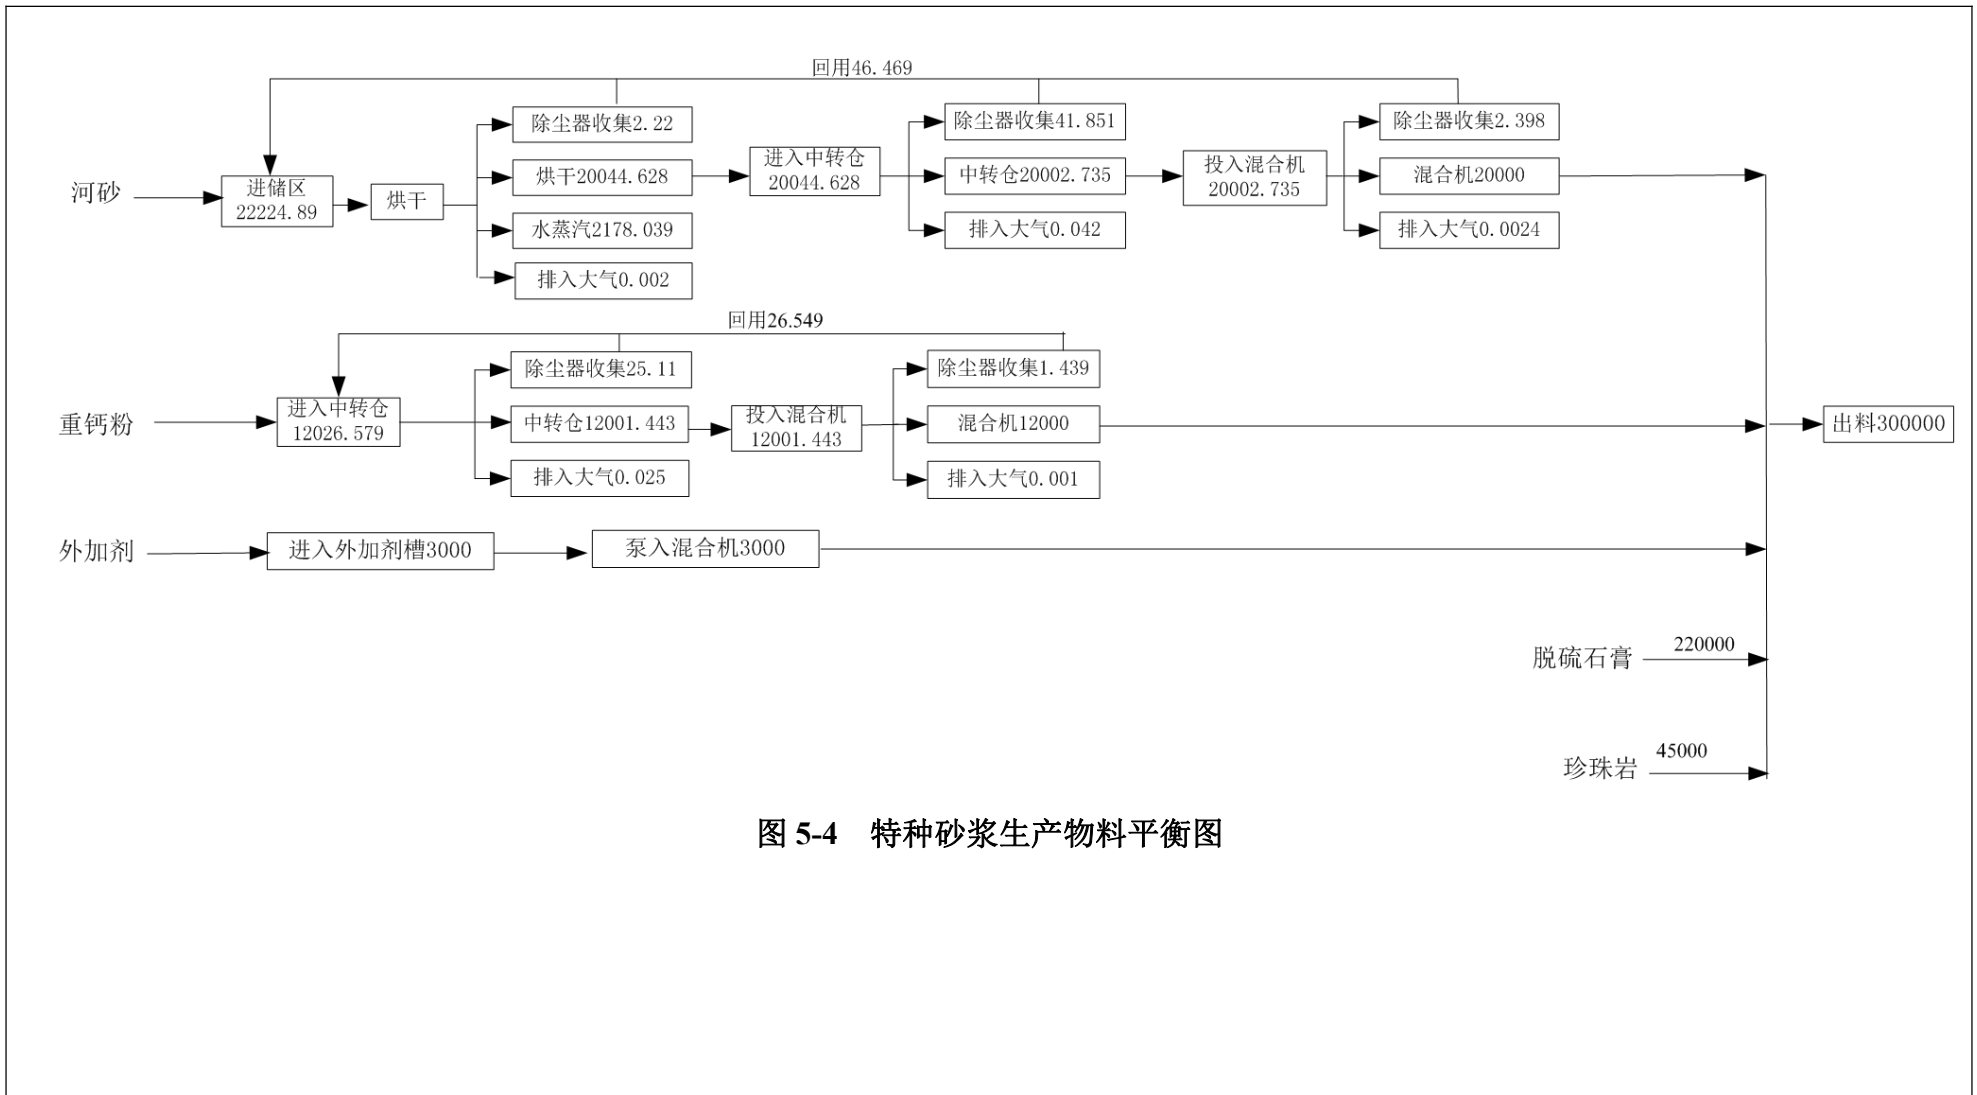 回用46.469
河砂
进储区
22224.89
烘干
除尘器收集2.22
烘干20044.628
水蒸汽2178.039
排入大气0.002
进入中转仓
20044.628
除尘器收集41.851
中转仓20002.735
排入大气0.042
投入混合机
20002.735
除尘器收集2.398
混合机20000
排入大气0.0024
回用26.549
重钙粉
进入中转仓
12026.579
除尘器收集25.11
中转仓12001.443
排入大气0.025
投入混合机
12001.443
除尘器收集1.439
混合机12000
排入大气0.001
出料300000
外加剂
进入外加剂槽3000
泵入混合机3000
脱硫石膏
220000
珍珠岩
45000
图 5-4 特种砂浆生产物料平衡图